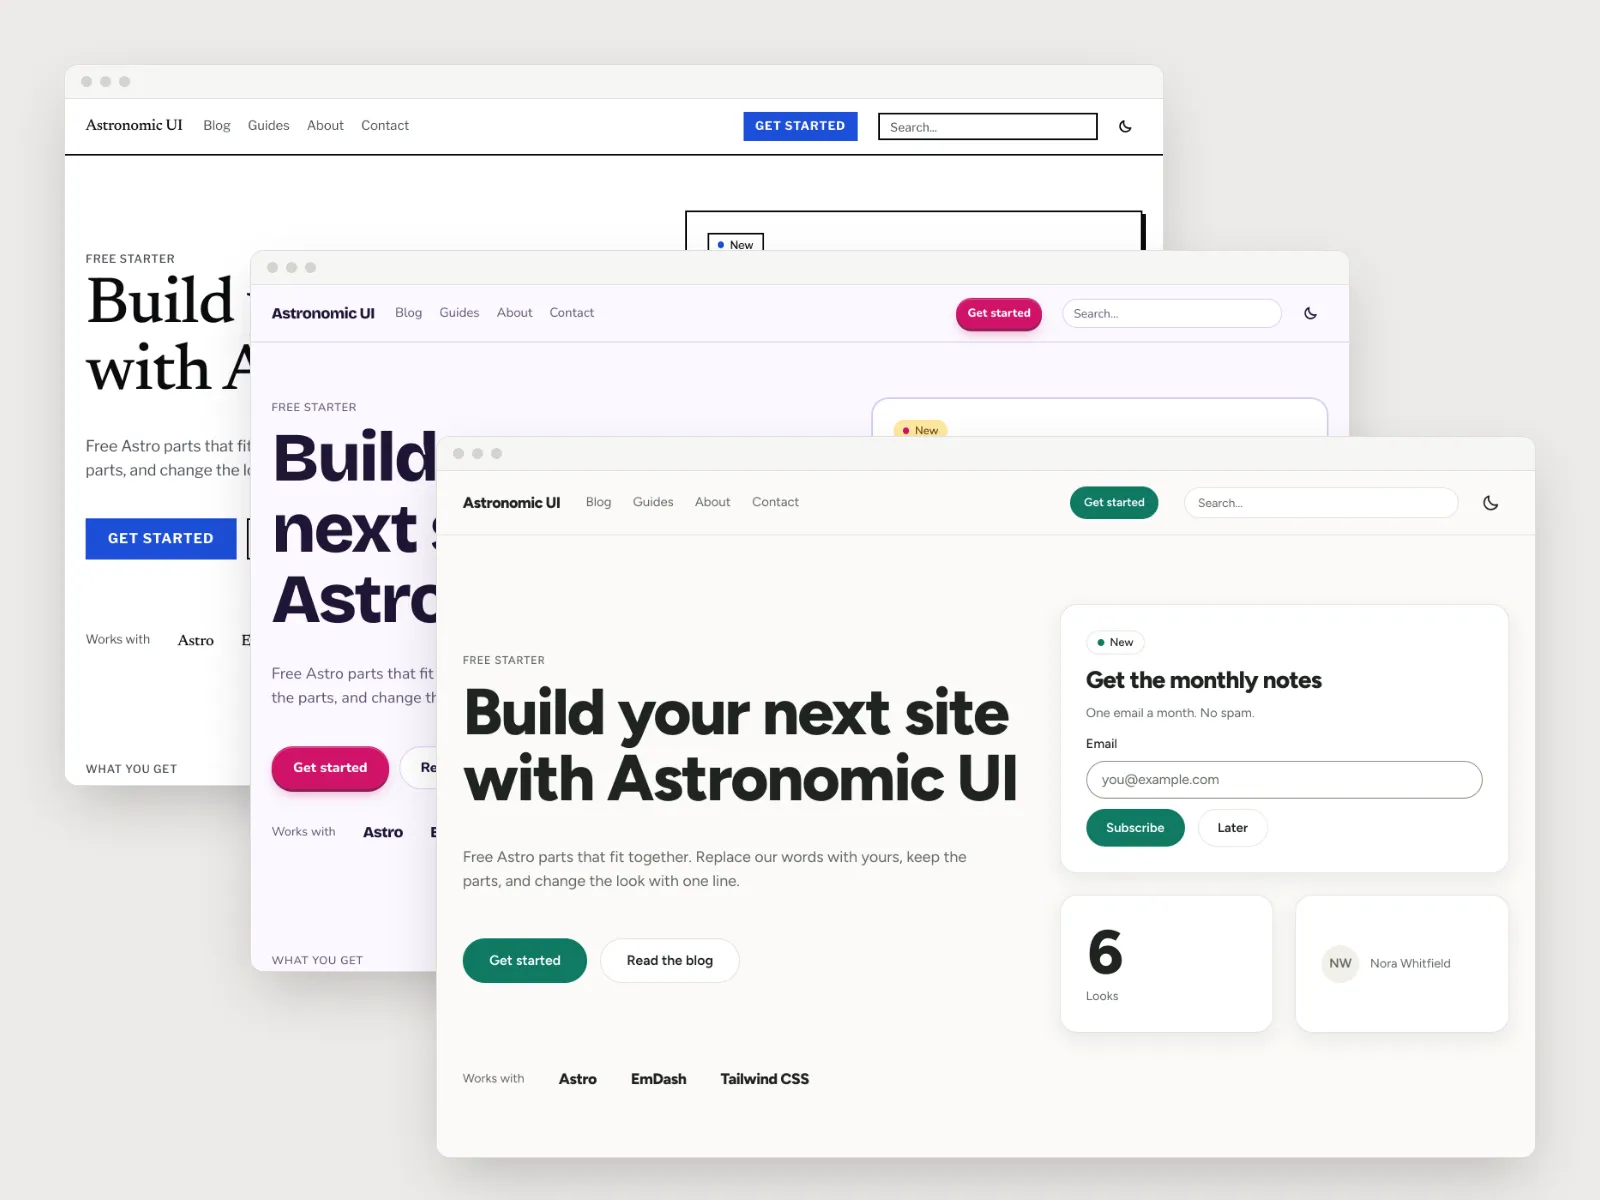 Astronomic UI Blog Guides About Contact GET STARTED Search...
New
FREE STARTER
Build
with A
Free Astro parts that fit
parts, and change the lo
GET STARTED
Works with Astro E
WHAT YOU GET
Astronomic UI Blog Guides About Contact Get started Search...
New
FREE STARTER
Build
next s
Astro
Free Astro parts that fit
the parts, and change th
Get started Re
Works with Astro E
WHAT YOU GET
Astronomic UI Blog Guides About Contact Get started Search...
FREE STARTER
Build your next site
with Astronomic UI
Free Astro parts that fit together. Replace our words with yours, keep the
parts, and change the look with one line.
Get started Read the blog
Works with Astro EmDash Tailwind CSS
New
Get the monthly notes
One email a month. No spam.
Email
you@example.com
Subscribe Later
6
Looks
NW Nora Whitfield